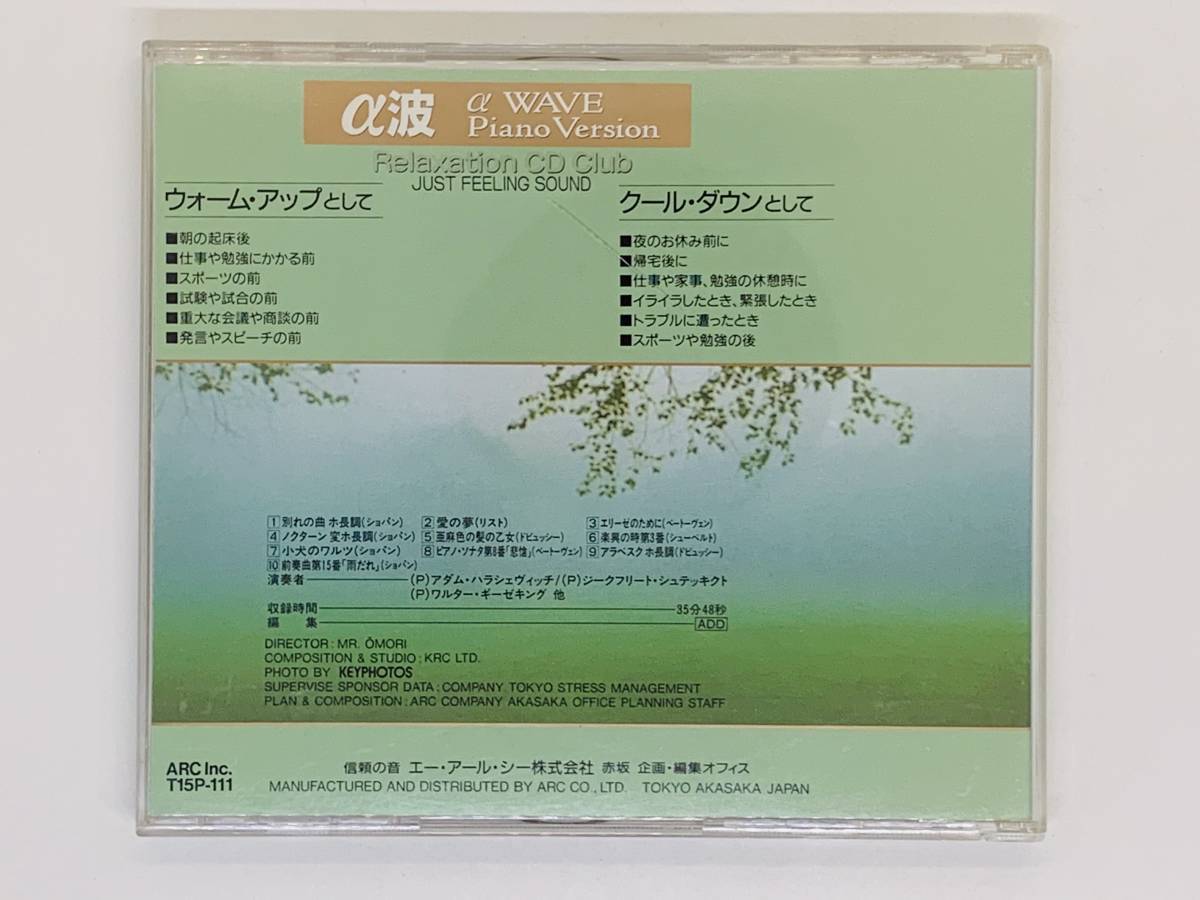 α波 α WAVE
Piano Version
Relaxation CD Club
JUST FEELING SOUND
ウォーム・アップとして
■朝の起床後
■仕事や勉強にかかる前
■スポーツの前
■試験や試合の前
■重大な会議や商談の前
■発言やスピーチの前
クール・ダウンとして
■夜のお休み前に
■帰宅後に
■仕事や家事、勉強の休憩時に
■イライラしたとき、緊張したとき
■トラブルに遭ったとき
■スポーツや勉強の後
1 別れの曲 ホ長調(ショパン) 2 愛の夢(リスト) 3 エリーゼのために(ベートーヴェン)
4 ノクターン 変ホ長調(ショパン) 5 亜麻色の髪の乙女(ドビュッシー) 6 楽興の時第3番(シューベルト)
7 小犬のワルツ(ショパン) 8 ピアノ・ソナタ第8番「悲愴」(ベートーヴェン) 9 アラベスク ホ長調(ドビュッシー)
10 前奏曲第15番「雨だれ」(ショパン)
演奏者 (P)アダム・ハラシェヴィッチ/(P)ジークフリート・シュテッキクト
(P)ワルター・ギーゼキング 他
収録時間 35分48秒
編集 ADD
DIRECTOR : MR. ŌMORI
COMPOSITION & STUDIO : KRC LTD.
PHOTO BY KEYPHOTOS
SUPERVISE SPONSOR DATA : COMPANY TOKYO STRESS MANAGEMENT
PLAN & COMPOSITION : ARC COMPANY AKASAKA OFFICE PLANNING STAFF
ARC Inc.
T15P-111
信頼の音 エー・アール・シー株式会社 赤坂 企画・編集オフィス
MANUFACTURED AND DISTRIBUTED BY ARC CO., LTD. TOKYO AKASAKA JAPAN